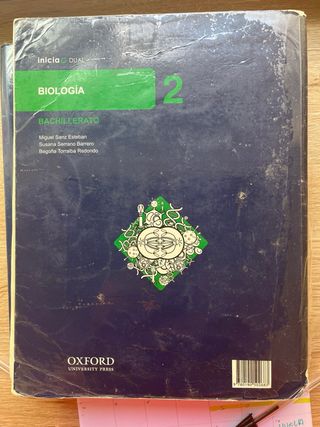 inicia DUAL
BIOLOGÍA
2
BACHILLERATO
Miguel Sanz Esteban
Susana Serrano Barrero
Begoña Torralba Redondo
OXFORD
UNIVERSITY PRESS